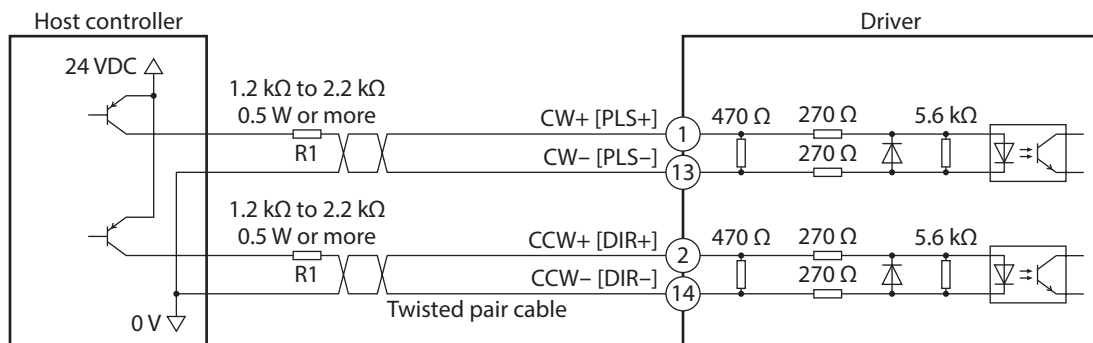 Host controller
Driver
24 VDC
1.2 kΩ to 2.2 kΩ
0.5 W or more
R1
CW+ [PLS+]
1
CW– [PLS–]
13
470 Ω
270 Ω
270 Ω
5.6 kΩ
1.2 kΩ to 2.2 kΩ
0.5 W or more
R1
CCW+ [DIR+]
2
CCW– [DIR–]
14
470 Ω
270 Ω
270 Ω
5.6 kΩ
Twisted pair cable
0 V